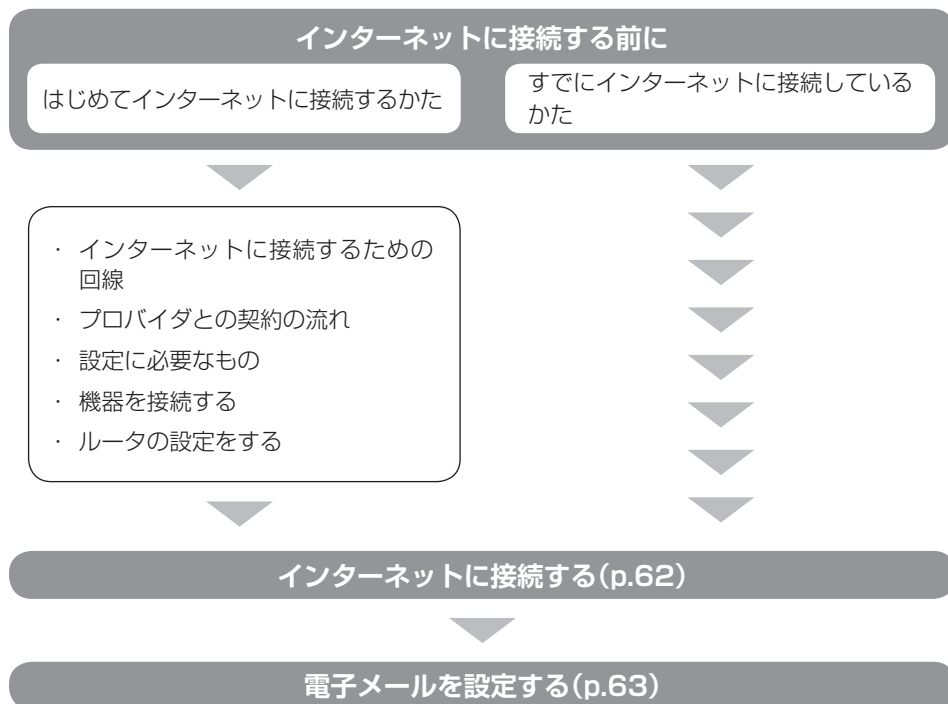 インターネットに接続する前に
はじめてインターネットに接続するかた
すでにインターネットに接続している
かた
・ インターネットに接続するための
回線
・ プロバイダとの契約の流れ
・ 設定に必要なもの
・ 機器を接続する
・ ルータの設定をする
インターネットに接続する(p.62)
電子メールを設定する(p.63)